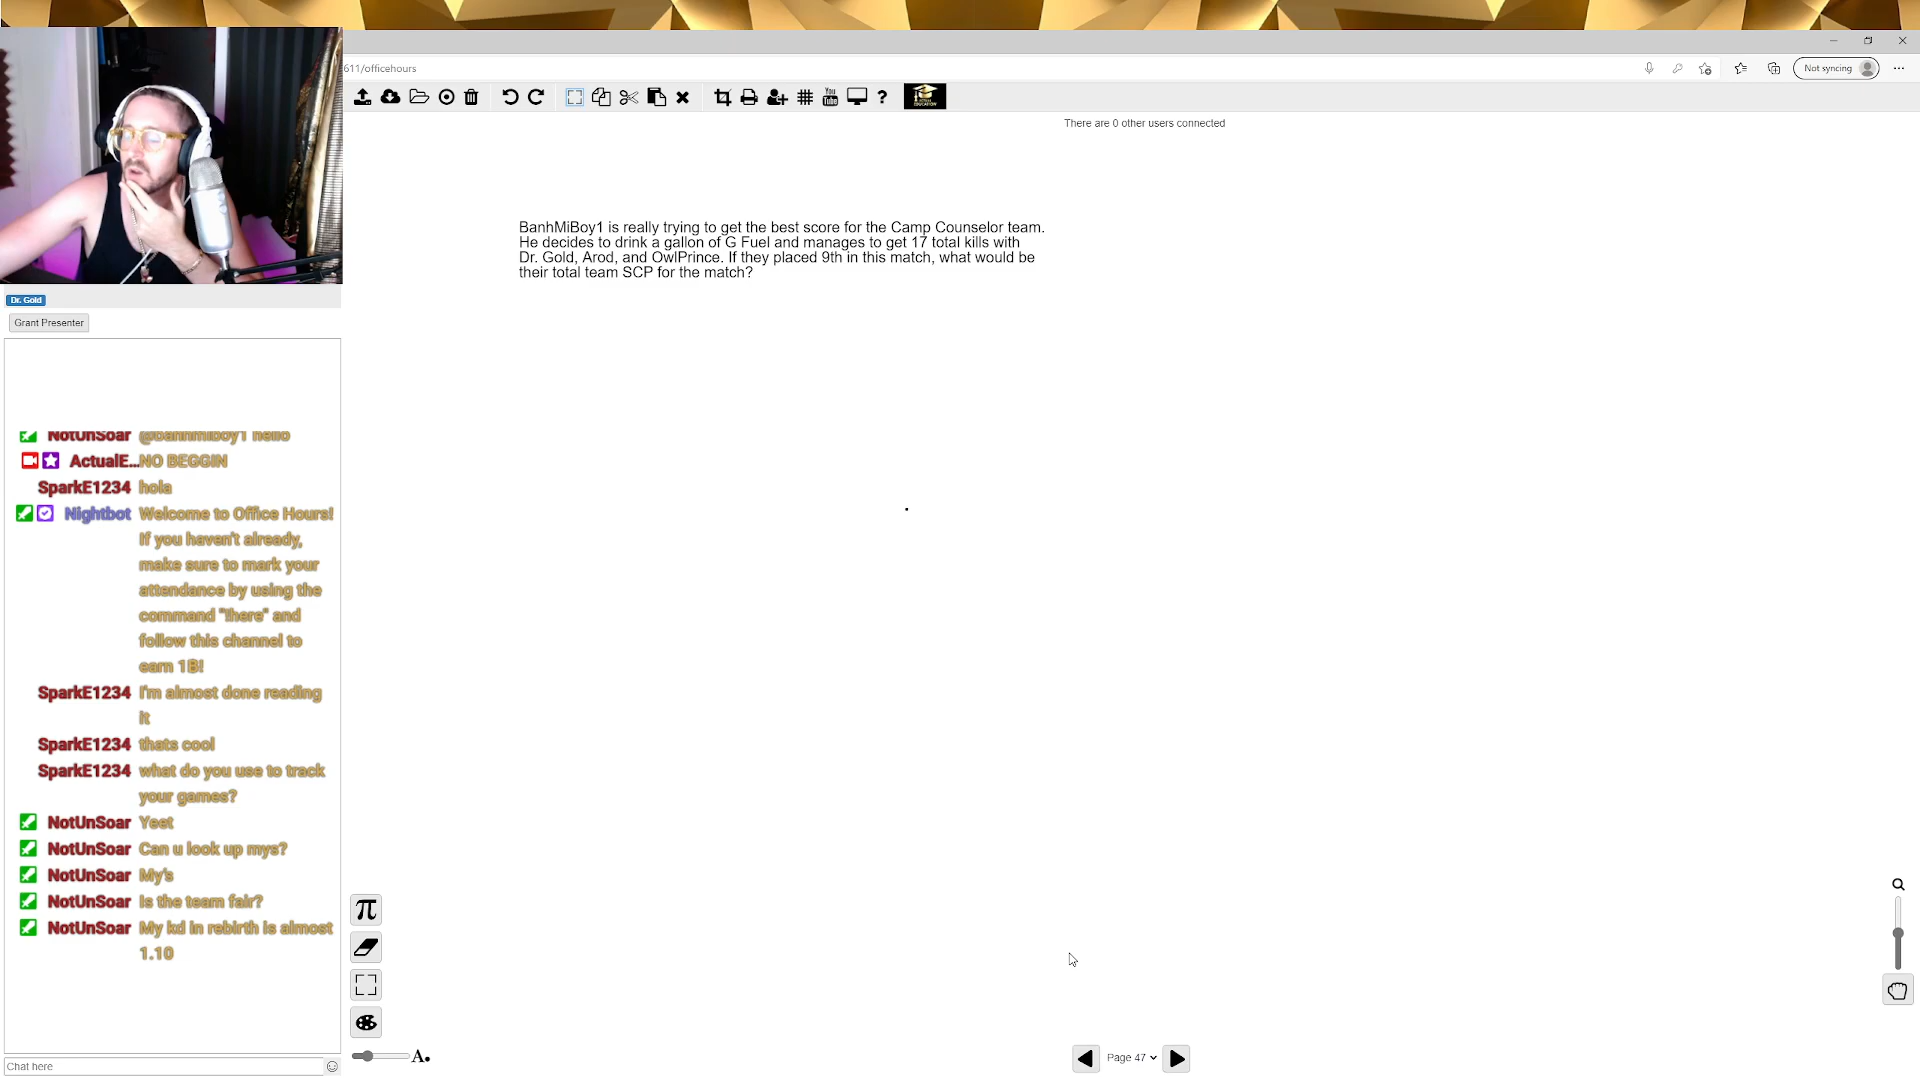 611/officehours
Not syncing
You
Tube
?
EDUCATION
There are 0 other users connected
BanhMiBoy1 is really trying to get the best score for the Camp Counselor team.
He decides to drink a gallon of G Fuel and manages to get 17 total kills with
Dr. Gold, Arod, and OwlPrince. If they placed 9th in this match, what would be
their total team SCP for the match?
Dr. Gold
Grant Presenter
NotUnSoar @banhmiboy1 hello
ActualE... NO BEGGIN
SparkE1234 hola
Nightbot Welcome to Office Hours!
If you haven't already,
make sure to mark your
attendance by using the
command "!here" and
follow this channel to
earn 1B!
SparkE1234 I'm almost done reading
it
SparkE1234 thats cool
SparkE1234 what do you use to track
your games?
NotUnSoar Yeet
NotUnSoar Can u look up mys?
NotUnSoar My's
NotUnSoar Is the team fair?
NotUnSoar My kd in rebirth is almost
1.10
π
A
Page 47
Chat here